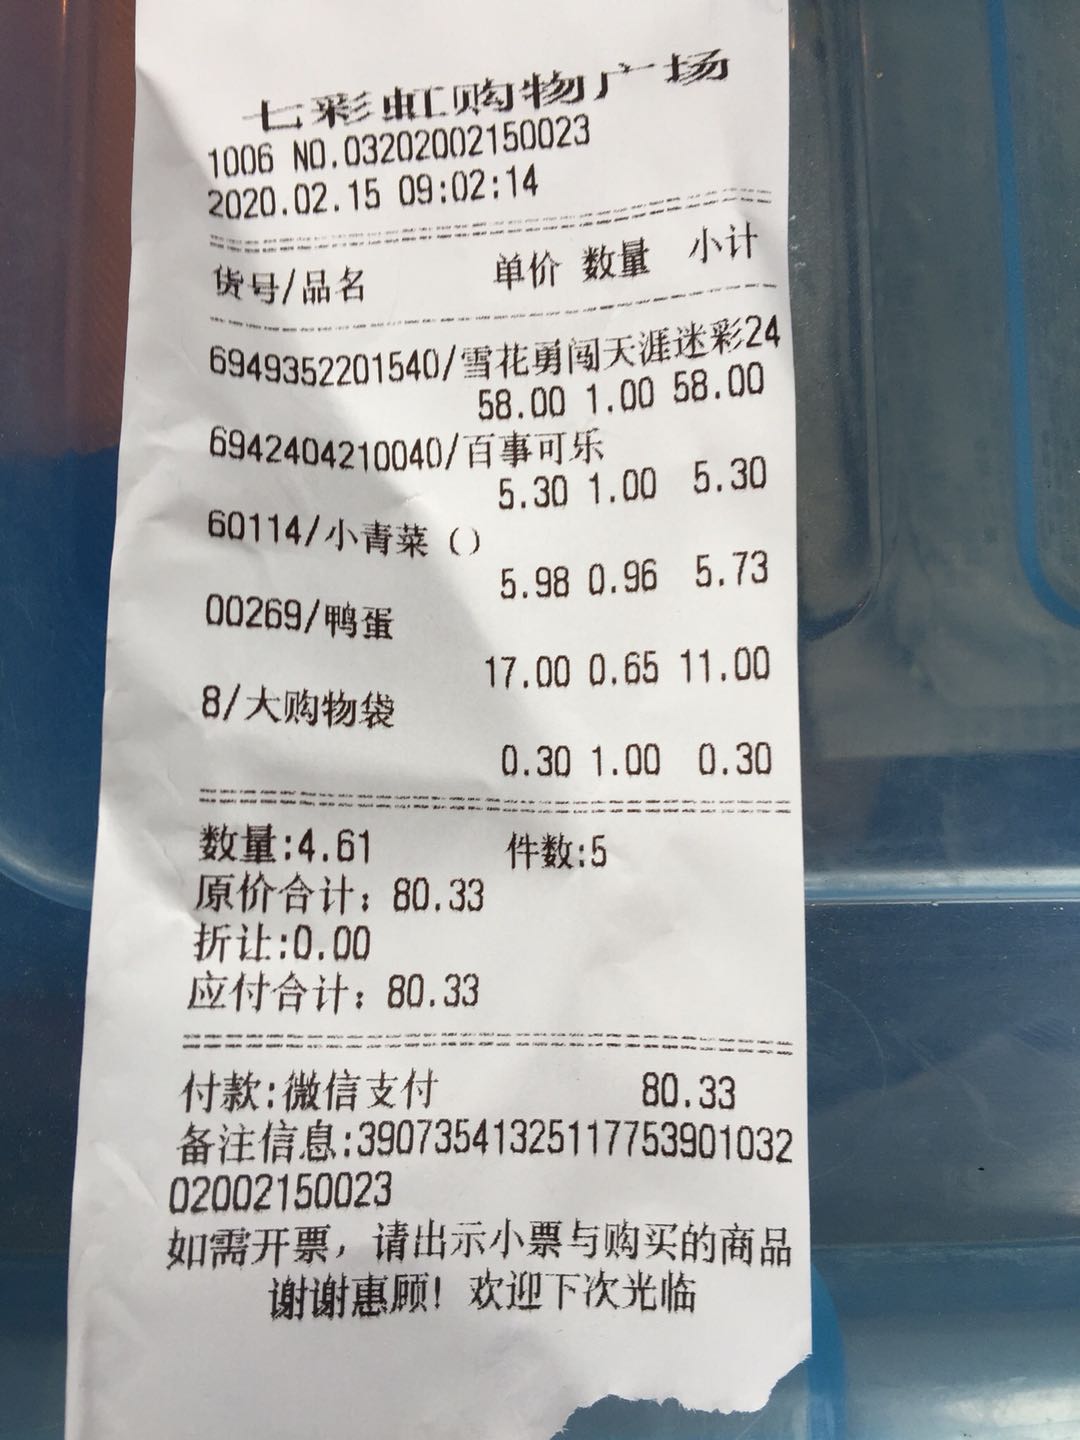 七彩虹购物广场
1006 NO.03202002150023
2020.02.15 09:02:14
货号/品名 单价 数量 小计
6949352201540/雪花勇闯天涯迷彩24
58.00 1.00 58.00
6942404210040/百事可乐
5.30 1.00 5.30
60114/小青菜（）
5.98 0.96 5.73
00269/鸭蛋
17.00 0.65 11.00
8/大购物袋
0.30 1.00 0.30
数量:4.61 件数:5
原价合计：80.33
折让:0.00
应付合计：80.33
付款:微信支付 80.33
备注信息:39073541325117753901032
02002150023
如需开票，请出示小票与购买的商品
谢谢惠顾！欢迎下次光临